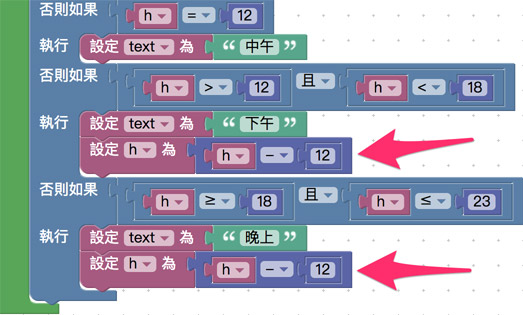 否則如果 h = 12
執行 設定 text 為 “ 中午 ”
否則如果 h > 12 且 h < 18
執行 設定 text 為 “ 下午 ”
設定 h 為 h - 12
否則如果 h ≥ 18 且 h ≤ 23
執行 設定 text 為 “ 晚上 ”
設定 h 為 h - 12